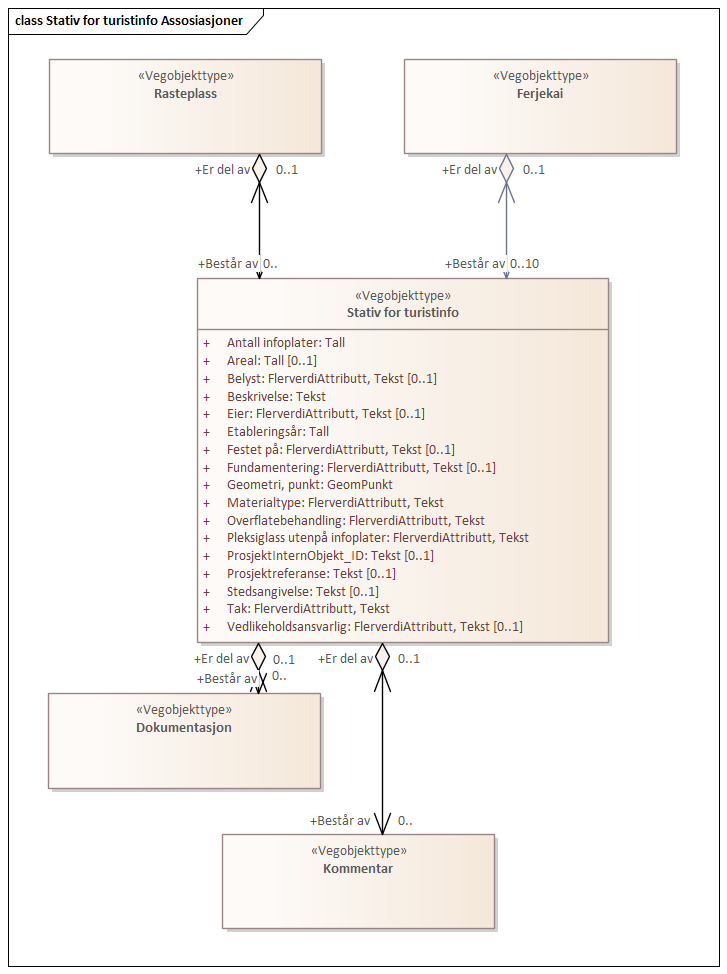 class Stativ for turistinfo Assosiasjoner
«Vegobjekttype»
Rasteplass
«Vegobjekttype»
Ferjekai
+Er del av 0..1
+Er del av 0..1
+Består av 0..
+Består av 0..10
«Vegobjekttype»
Stativ for turistinfo
+ Antall infoplater: Tall
+ Areal: Tall [0..1]
+ Belyst: FlerverdiAttributt, Tekst [0..1]
+ Beskrivelse: Tekst
+ Eier: FlerverdiAttributt, Tekst [0..1]
+ Etableringsår: Tall
+ Festet på: FlerverdiAttributt, Tekst [0..1]
+ Fundamentering: FlerverdiAttributt, Tekst [0..1]
+ Geometri, punkt: GeomPunkt
+ Materialtype: FlerverdiAttributt, Tekst
+ Overflatebehandling: FlerverdiAttributt, Tekst
+ Pleksiglass utenpå infoplater: FlerverdiAttributt, Tekst
+ ProsjektInternObjekt_ID: Tekst [0..1]
+ Prosjektreferanse: Tekst [0..1]
+ Stedsangivelse: Tekst [0..1]
+ Tak: FlerverdiAttributt, Tekst
+ Vedlikeholdsansvarlig: FlerverdiAttributt, Tekst [0..1]
+Er del av 0..1
+Er del av 0..1
+Består av 0..
«Vegobjekttype»
Dokumentasjon
+Består av 0..
«Vegobjekttype»
Kommentar